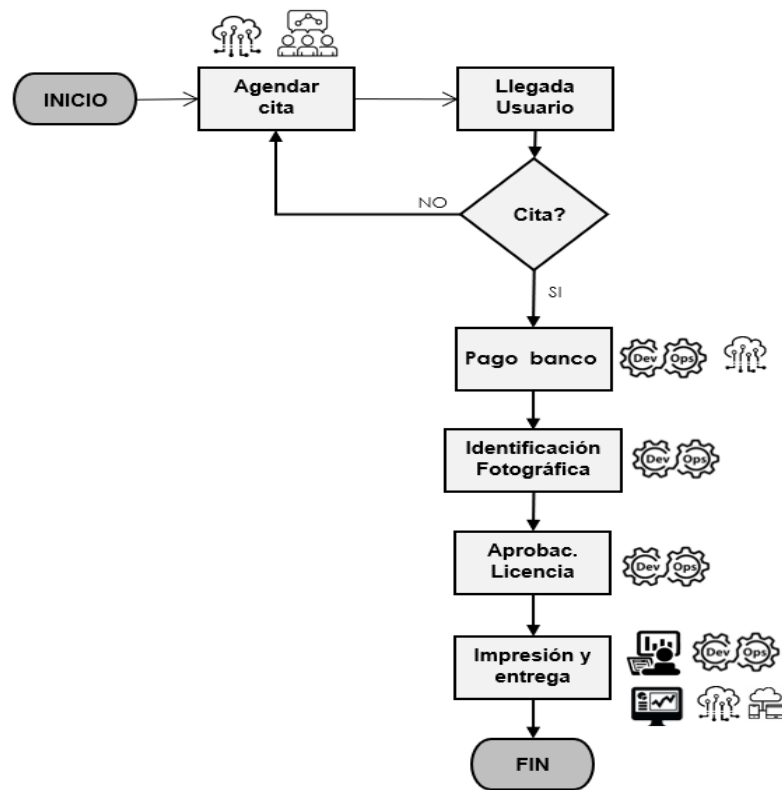 INICIO
Agendar
cita
Llegada
Usuario
Cita?
NO
SI
Pago banco
Dev Ops
Identificación
Fotográfica
Dev Ops
Aprobac.
Licencia
Dev Ops
Impresión y
entrega
Dev Ops
FIN